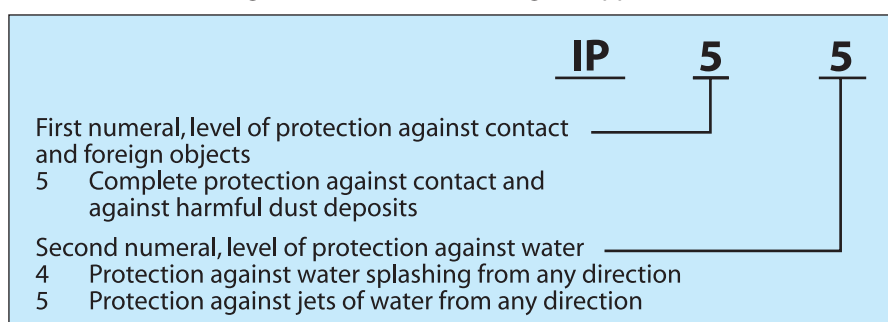 IP 5 5
First numeral, level of protection against contact
and foreign objects
5 Complete protection against contact and
against harmful dust deposits
Second numeral, level of protection against water
4 Protection against water splashing from any direction
5 Protection against jets of water from any direction